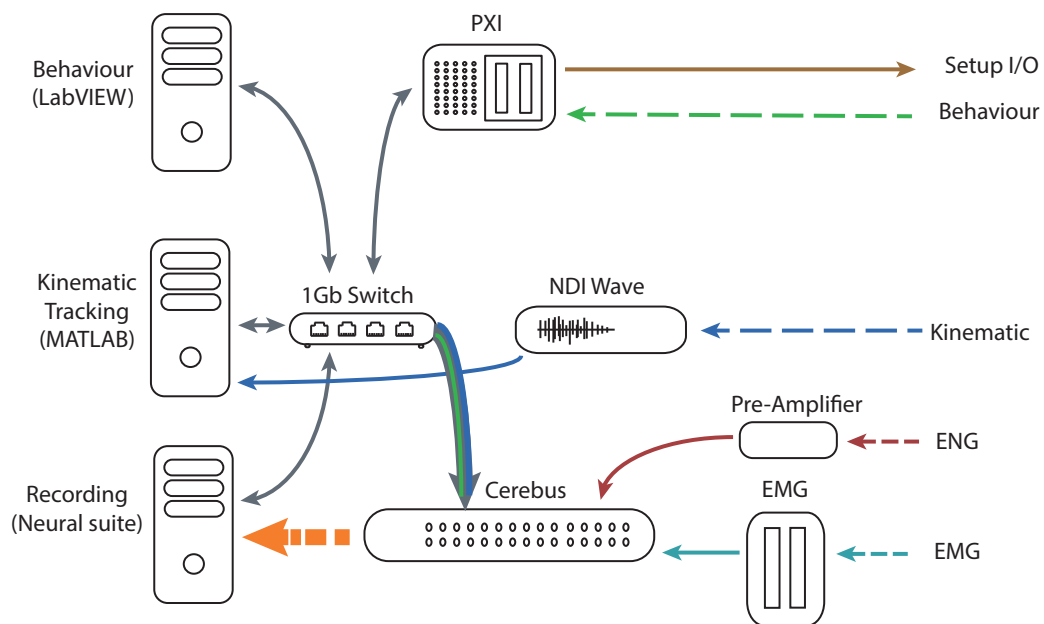 PXI
Behaviour
(LabVIEW)
Setup I/O
Behaviour
Kinematic
Tracking
(MATLAB)
1Gb Switch
NDI Wave
Kinematic
Pre-Amplifier
ENG
Recording
(Neural suite)
Cerebus
EMG
EMG